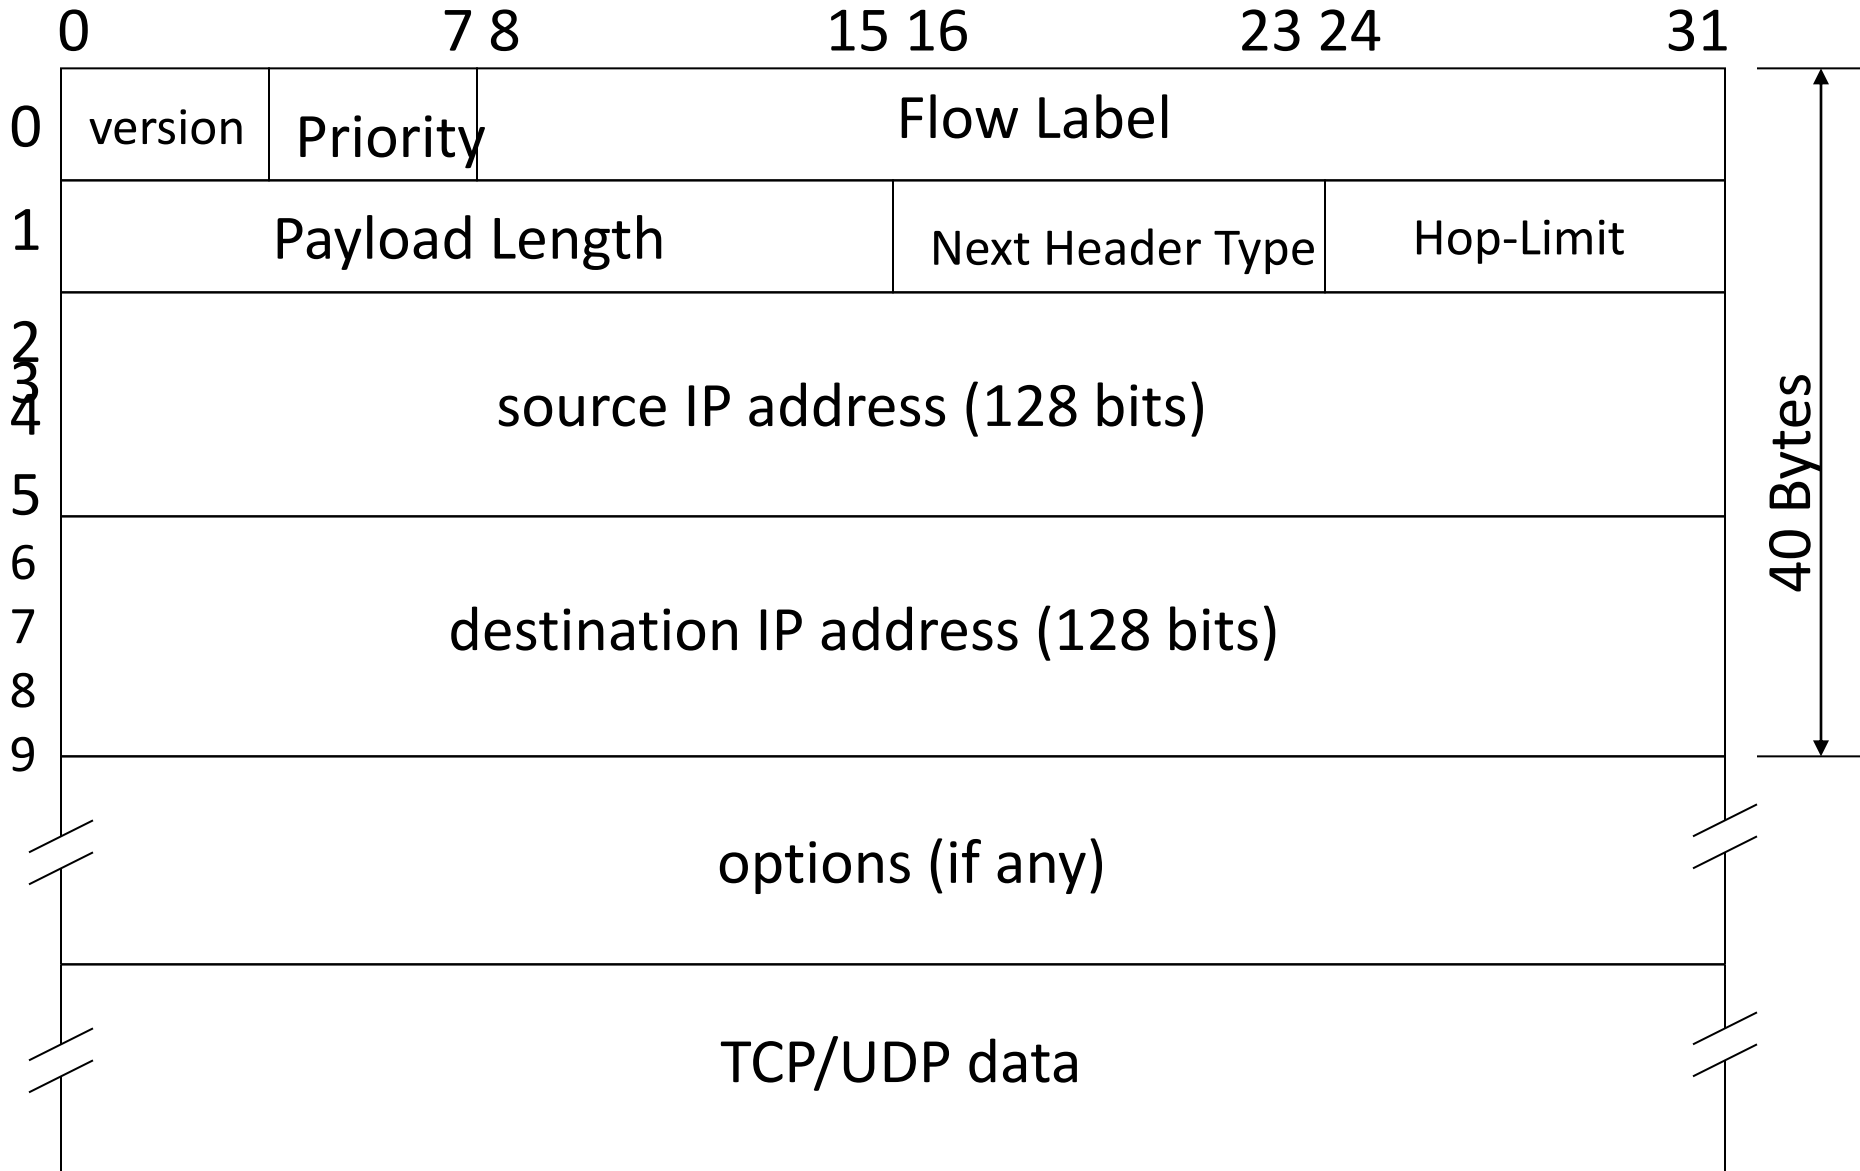 0 7 8 15 16 23 24 31
0 version Priority Flow Label
1 Payload Length Next Header Type Hop-Limit
2
3
4 source IP address (128 bits)
5
40 Bytes
6
7 destination IP address (128 bits)
8
9
options (if any)
TCP/UDP data